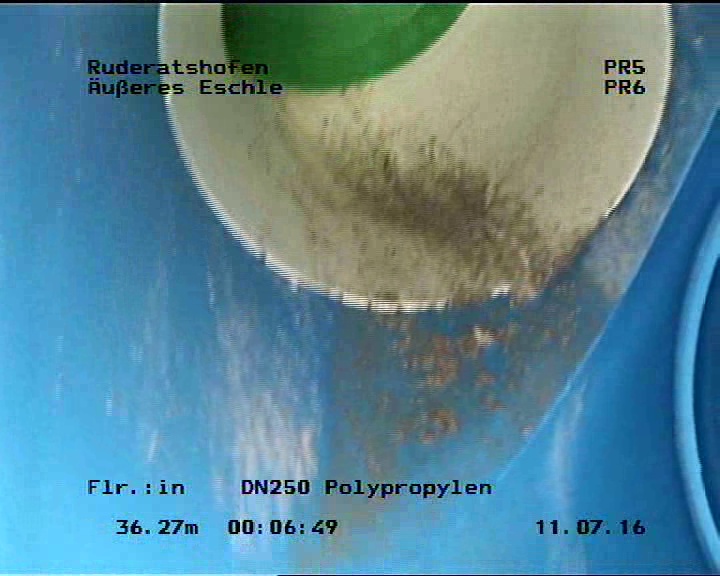 Ruderatshofen PR5
Äußeres Eschle PR6
Flr.:in DN250 Polypropylen
36.27m 00:06:49 11.07.16